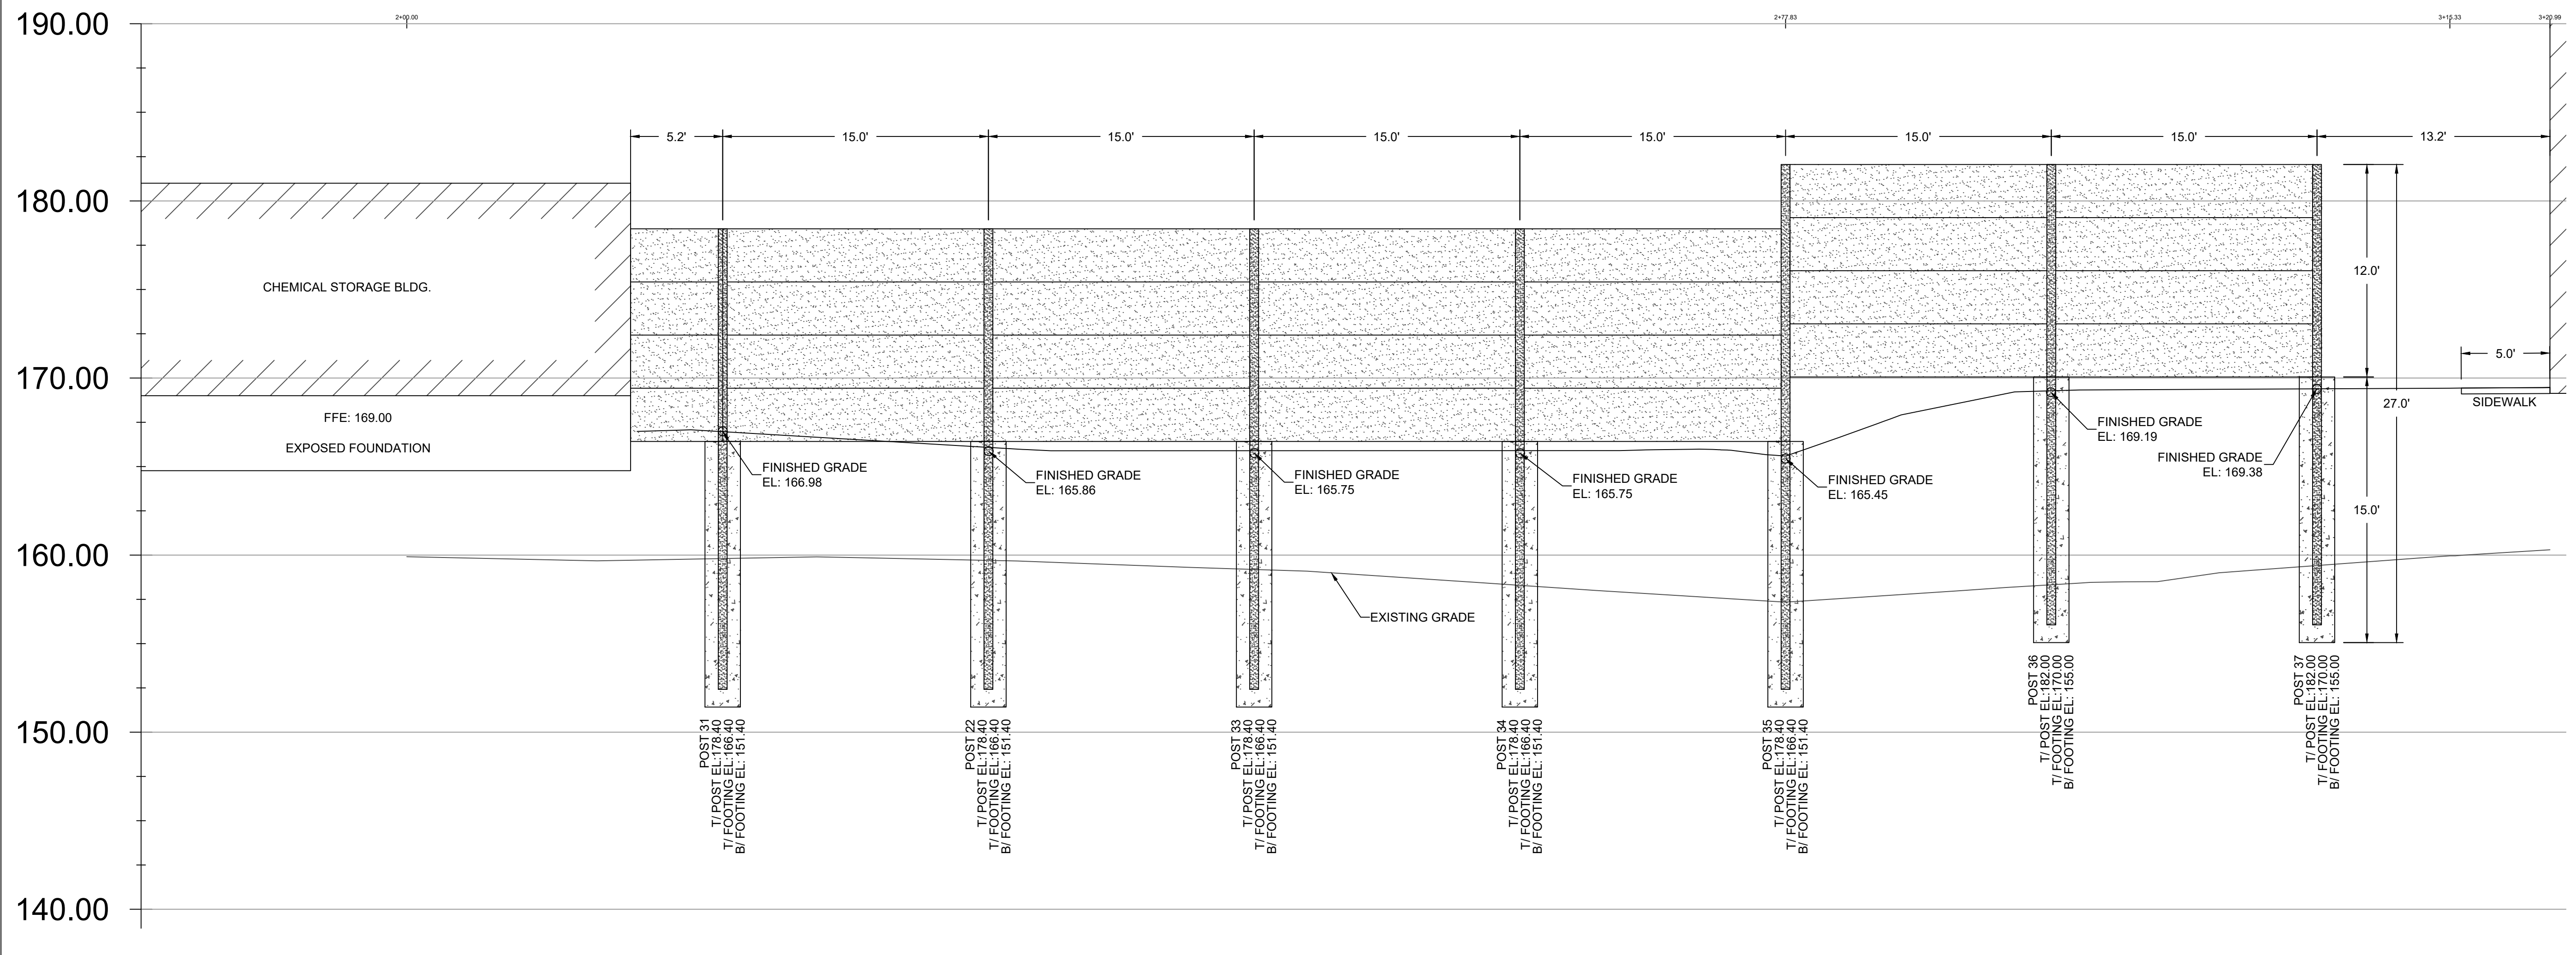 190.00
2+00.00
2+77.83
3+15.33
3+20.99
5.2'
15.0'
15.0'
15.0'
15.0'
15.0'
15.0'
13.2'
180.00
CHEMICAL STORAGE BLDG.
12.0'
170.00
5.0'
SIDEWALK
27.0'
FFE: 169.00
EXPOSED FOUNDATION
FINISHED GRADE
EL: 166.98
FINISHED GRADE
EL: 165.86
FINISHED GRADE
EL: 165.75
FINISHED GRADE
EL: 165.75
FINISHED GRADE
EL: 165.45
FINISHED GRADE
EL: 169.19
FINISHED GRADE
EL: 169.38
15.0'
160.00
EXISTING GRADE
150.00
POST 31
T/ POST EL:178.40
T/ FOOTING EL:166.40
B/ FOOTING EL: 151.40
POST 22
T/ POST EL:178.40
T/ FOOTING EL:166.40
B/ FOOTING EL: 151.40
POST 33
T/ POST EL:178.40
T/ FOOTING EL:166.40
B/ FOOTING EL: 151.40
POST 34
T/ POST EL:178.40
T/ FOOTING EL:166.40
B/ FOOTING EL: 151.40
POST 35
T/ POST EL:178.40
T/ FOOTING EL:166.40
B/ FOOTING EL: 151.40
POST 36
T/ POST EL:182.00
T/ FOOTING EL:170.00
B/ FOOTING EL: 155.00
POST 37
T/ POST EL:182.00
T/ FOOTING EL:170.00
B/ FOOTING EL: 155.00
140.00